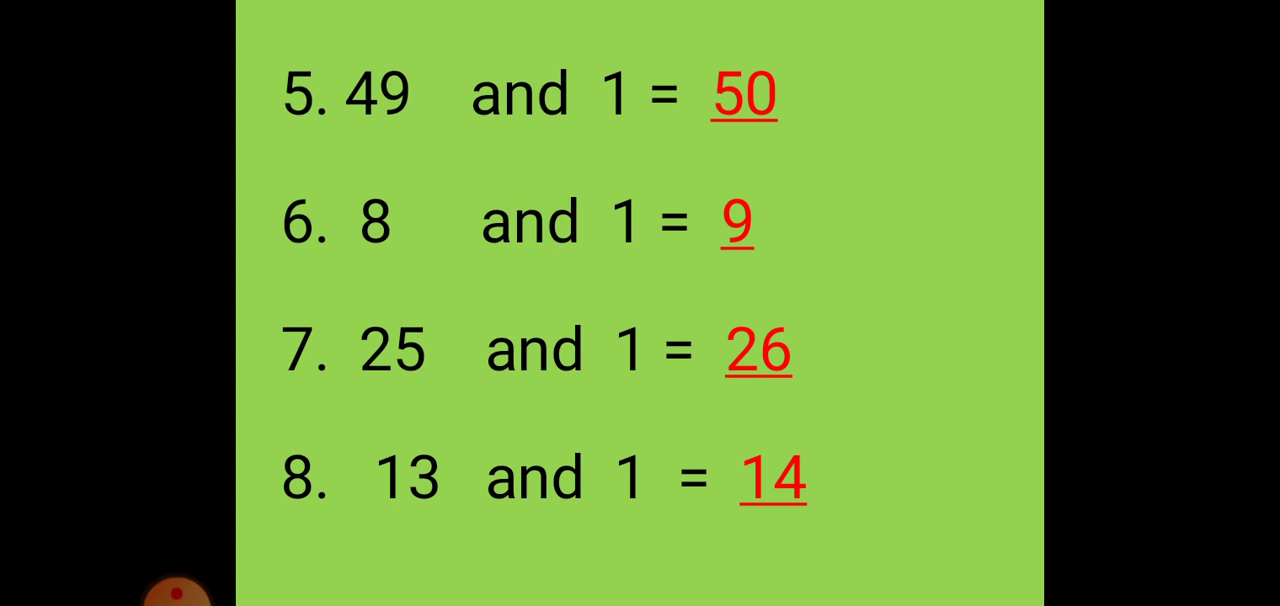 5. 49 and 1 = 50
6. 8 and 1 = 9
7. 25 and 1 = 26
8. 13 and 1 = 14